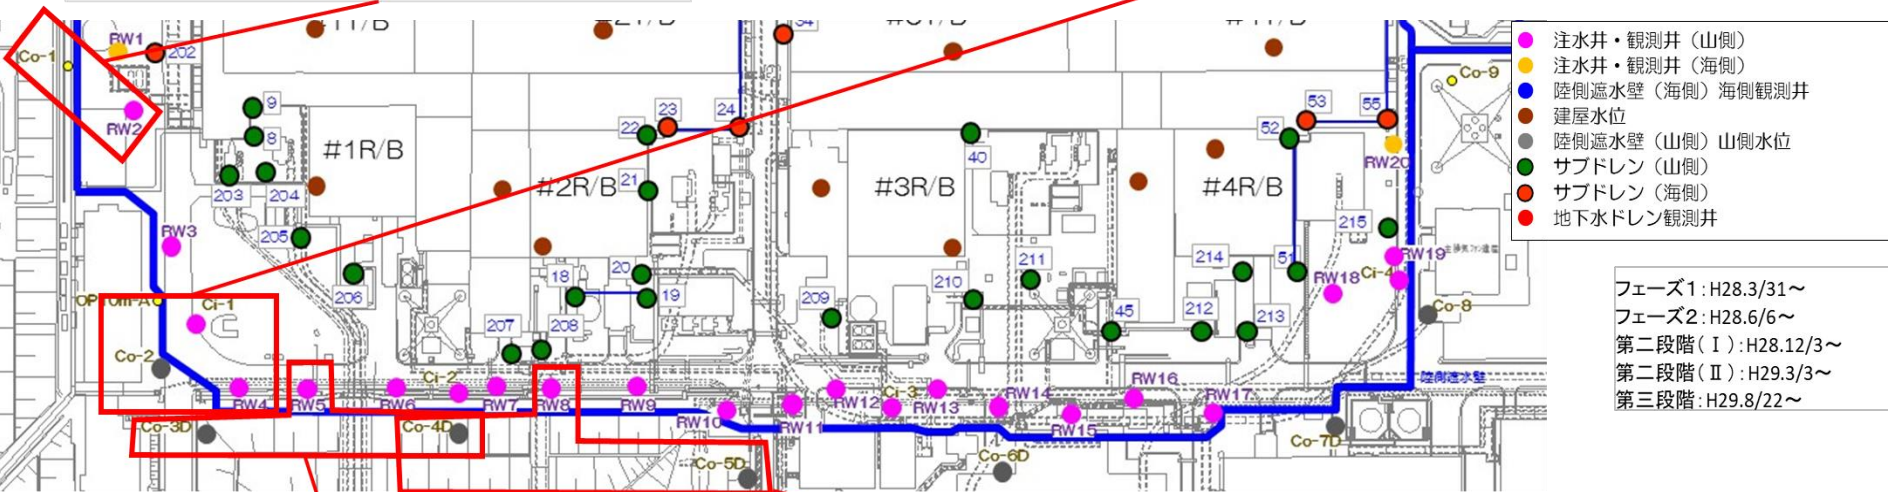 RW1
Co-1
202
RW2
34
Co-9
9
8
#1R/B
203
204
205
206
RW3
22
23
24
21
#2R/B
20
18
19
207
208
40
#3R/B
209
210
211
45
52
53
55
RW20
#4R/B
215
214
51
212
213
RW19
RW18
Ci-4
Co-8
Ci-1
Co-2
RW4
RW5
RW6
Ci-2
RW7
RW8
RW9
RW10
RW11
RW12
Ci-3
RW13
RW14
RW15
RW16
RW17
陸側遮水壁
Co-3D
Co-4D
Co-5D
Co-6D
Co-7D
注水井・観測井（山側）
注水井・観測井（海側）
陸側遮水壁（海側）海側観測井
建屋水位
陸側遮水壁（山側）山側水位
サブドレン（山側）
サブドレン（海側）
地下水ドレン観測井
フェーズ1：H28.3/31～
フェーズ2：H28.6/6～
第二段階(Ⅰ)：H28.12/3～
第二段階(Ⅱ)：H29.3/3～
第三段階：H29.8/22～